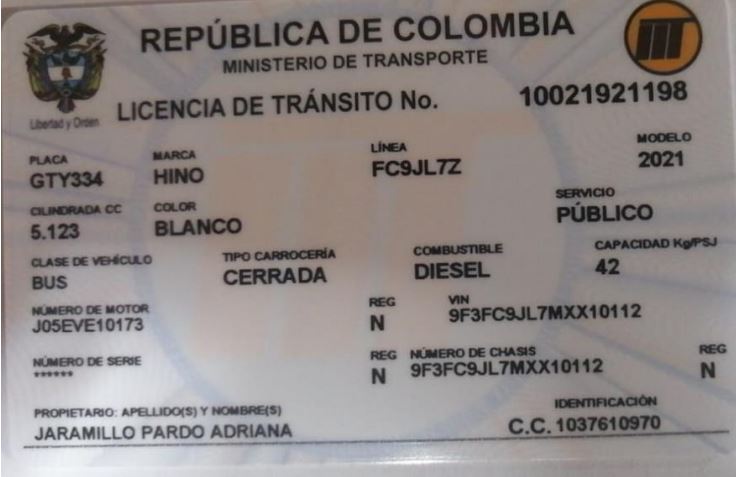 REPÚBLICA DE COLOMBIA
MINISTERIO DE TRANSPORTE
Libertad y Orden
LICENCIA DE TRÁNSITO No. 10021921198
PLACA MARCA LÍNEA MODELO
GTY334 HINO FC9JL7Z 2021
CILINDRADA CC COLOR SERVICIO
5.123 BLANCO PÚBLICO
CLASE DE VEHÍCULO TIPO CARROCERÍA COMBUSTIBLE CAPACIDAD Kg/PSJ
BUS CERRADA DIESEL 42
NÚMERO DE MOTOR REG VIN
J05EVE10173 N 9F3FC9JL7MXX10112
NÚMERO DE SERIE REG NÚMERO DE CHASIS REG
****** N 9F3FC9JL7MXX10112 N
PROPIETARIO: APELLIDO(S) Y NOMBRE(S) IDENTIFICACIÓN
JARAMILLO PARDO ADRIANA C.C. 1037610970